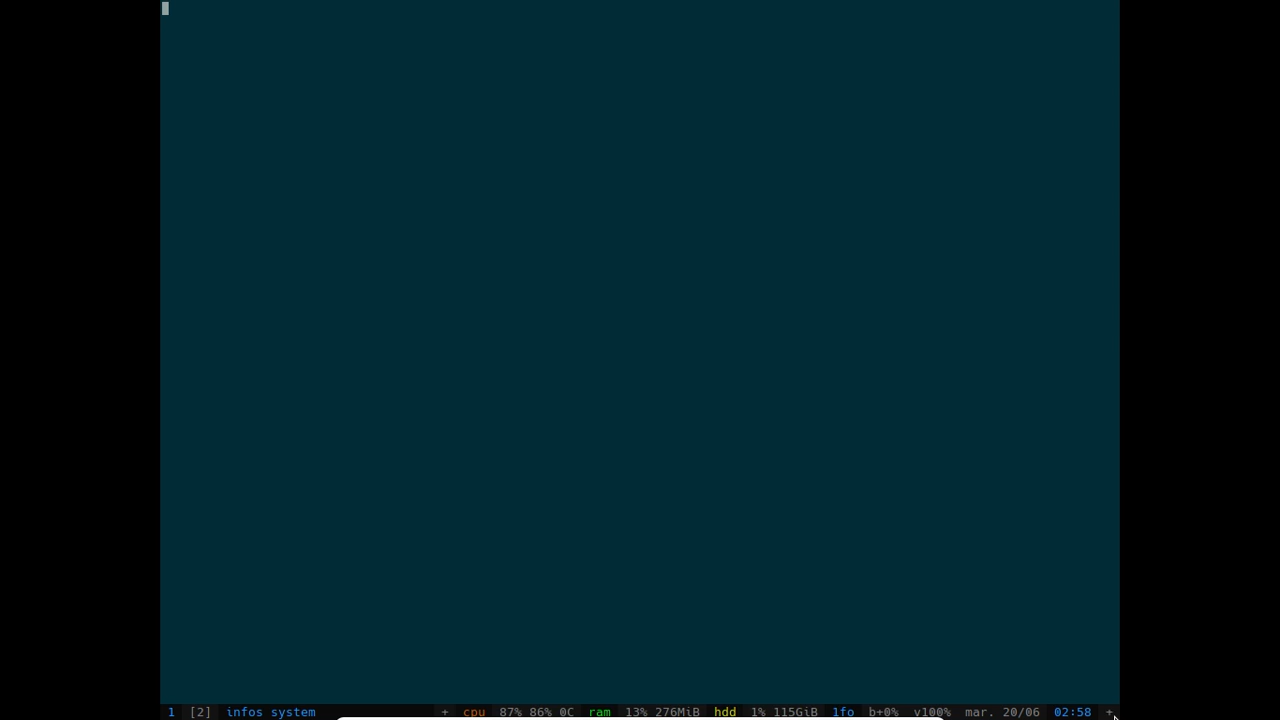 1 [2] infos system + cpu 87% 86% 0C ram 13% 276MiB hdd 1% 115GiB 1fo b+0% v100% mar. 20/06 02:58 +